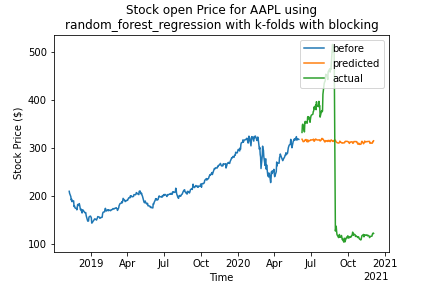 Stock open Price for AAPL using
random_forest_regression with k-folds with blocking
before
predicted
actual
500
400
300
200
100
Stock Price ($)
2019
Apr
Jul
Oct
2020
Apr
Jul
Oct
2021
Time
2021